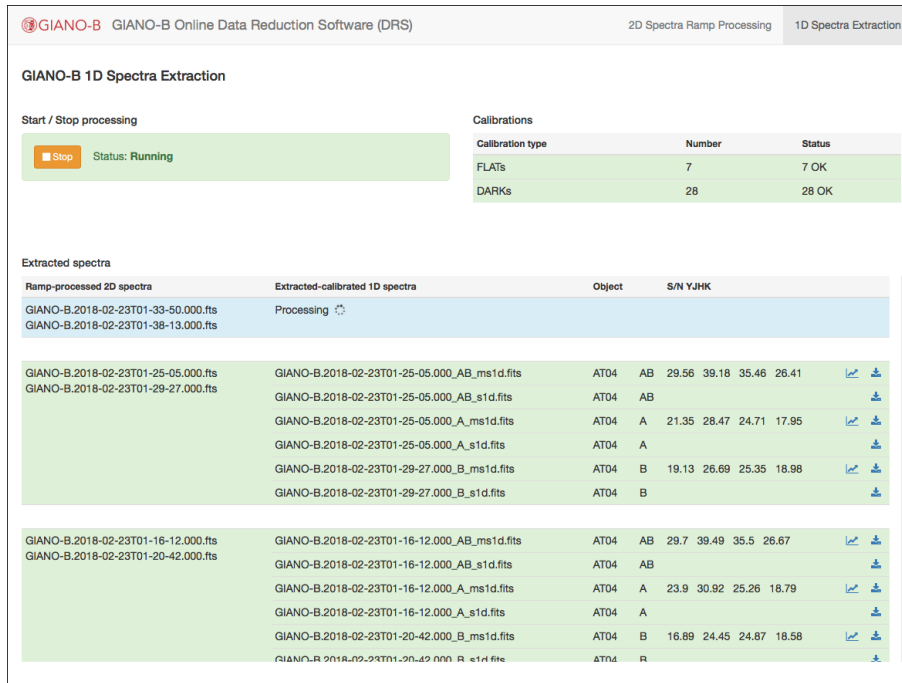 GIANO-B GIANO-B Online Data Reduction Software (DRS) 2D Spectra Ramp Processing 1D Spectra Extraction
GIANO-B 1D Spectra Extraction
Start / Stop processing
Stop Status: Running
Calibrations
Calibration type Number Status
FLATs 7 7 OK
DARKs 28 28 OK
Extracted spectra
Ramp-processed 2D spectra Extracted-calibrated 1D spectra Object S/N YJHK
GIANO-B.2018-02-23T01-33-50.000.fts Processing
GIANO-B.2018-02-23T01-38-13.000.fts
GIANO-B.2018-02-23T01-25-05.000.fts GIANO-B.2018-02-23T01-25-05.000_AB_ms1d.fits AT04 AB 29.56 39.18 35.46 26.41
GIANO-B.2018-02-23T01-29-27.000.fts
GIANO-B.2018-02-23T01-25-05.000_AB_s1d.fits AT04 AB
GIANO-B.2018-02-23T01-25-05.000_A_ms1d.fits AT04 A 21.35 28.47 24.71 17.95
GIANO-B.2018-02-23T01-25-05.000_A_s1d.fits AT04 A
GIANO-B.2018-02-23T01-29-27.000_B_ms1d.fits AT04 B 19.13 26.69 25.35 18.98
GIANO-B.2018-02-23T01-29-27.000_B_s1d.fits AT04 B
GIANO-B.2018-02-23T01-16-12.000.fts GIANO-B.2018-02-23T01-16-12.000_AB_ms1d.fits AT04 AB 29.7 39.49 35.5 26.67
GIANO-B.2018-02-23T01-20-42.000.fts
GIANO-B.2018-02-23T01-16-12.000_AB_s1d.fits AT04 AB
GIANO-B.2018-02-23T01-16-12.000_A_ms1d.fits AT04 A 23.9 30.92 25.26 18.79
GIANO-B.2018-02-23T01-16-12.000_A_s1d.fits AT04 A
GIANO-B.2018-02-23T01-20-42.000_B_ms1d.fits AT04 B 16.89 24.45 24.87 18.58
GIANO-B.2018-02-23T01-20-42.000_B_s1d.fits AT04 B